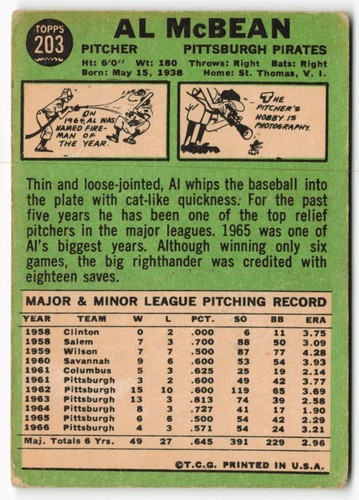 TOPPS
203
AL McBEAN
PITCHER PITTSBURGH PIRATES
Ht: 6'0" Wt: 180 Throws: Right Bats: Right
Born: May 15, 1938 Home: St. Thomas, V. I.
IN
1964, AL WAS
NAMED FIRE-
MAN OF
THE YEAR.
THE
PITCHER'S
HOBBY IS
PHOTOGRAPHY.
Thin and loose-jointed, Al whips the baseball into
the plate with cat-like quickness. For the past
five years he has been one of the top relief
pitchers in the major leagues. 1965 was one of
Al's biggest years. Although winning only six
games, the big righthander was credited with
eighteen saves.
MAJOR & MINOR LEAGUE PITCHING RECORD
YEAR TEAM W L PCT. SO BB ERA
1958 Clinton 0 2 .000 6 11 3.75
1958 Salem 7 3 .700 88 50 3.09
1959 Wilson 7 7 .500 87 77 4.28
1960 Savannah 9 6 .600 53 54 3.93
1961 Columbus 5 3 .625 25 19 2.14
1961 Pittsburgh 3 2 .600 49 42 3.77
1962 Pittsburgh 15 10 .600 119 65 3.69
1963 Pittsburgh 13 3 .813 74 39 2.58
1964 Pittsburgh 8 3 .727 41 17 1.90
1965 Pittsburgh 6 6 .500 54 42 2.29
1966 Pittsburgh 4 3 .571 54 24 3.21
Maj. Totals 6 Yrs. 49 27 .645 391 229 2.96
©T.C.G. PRINTED IN U.S.A.